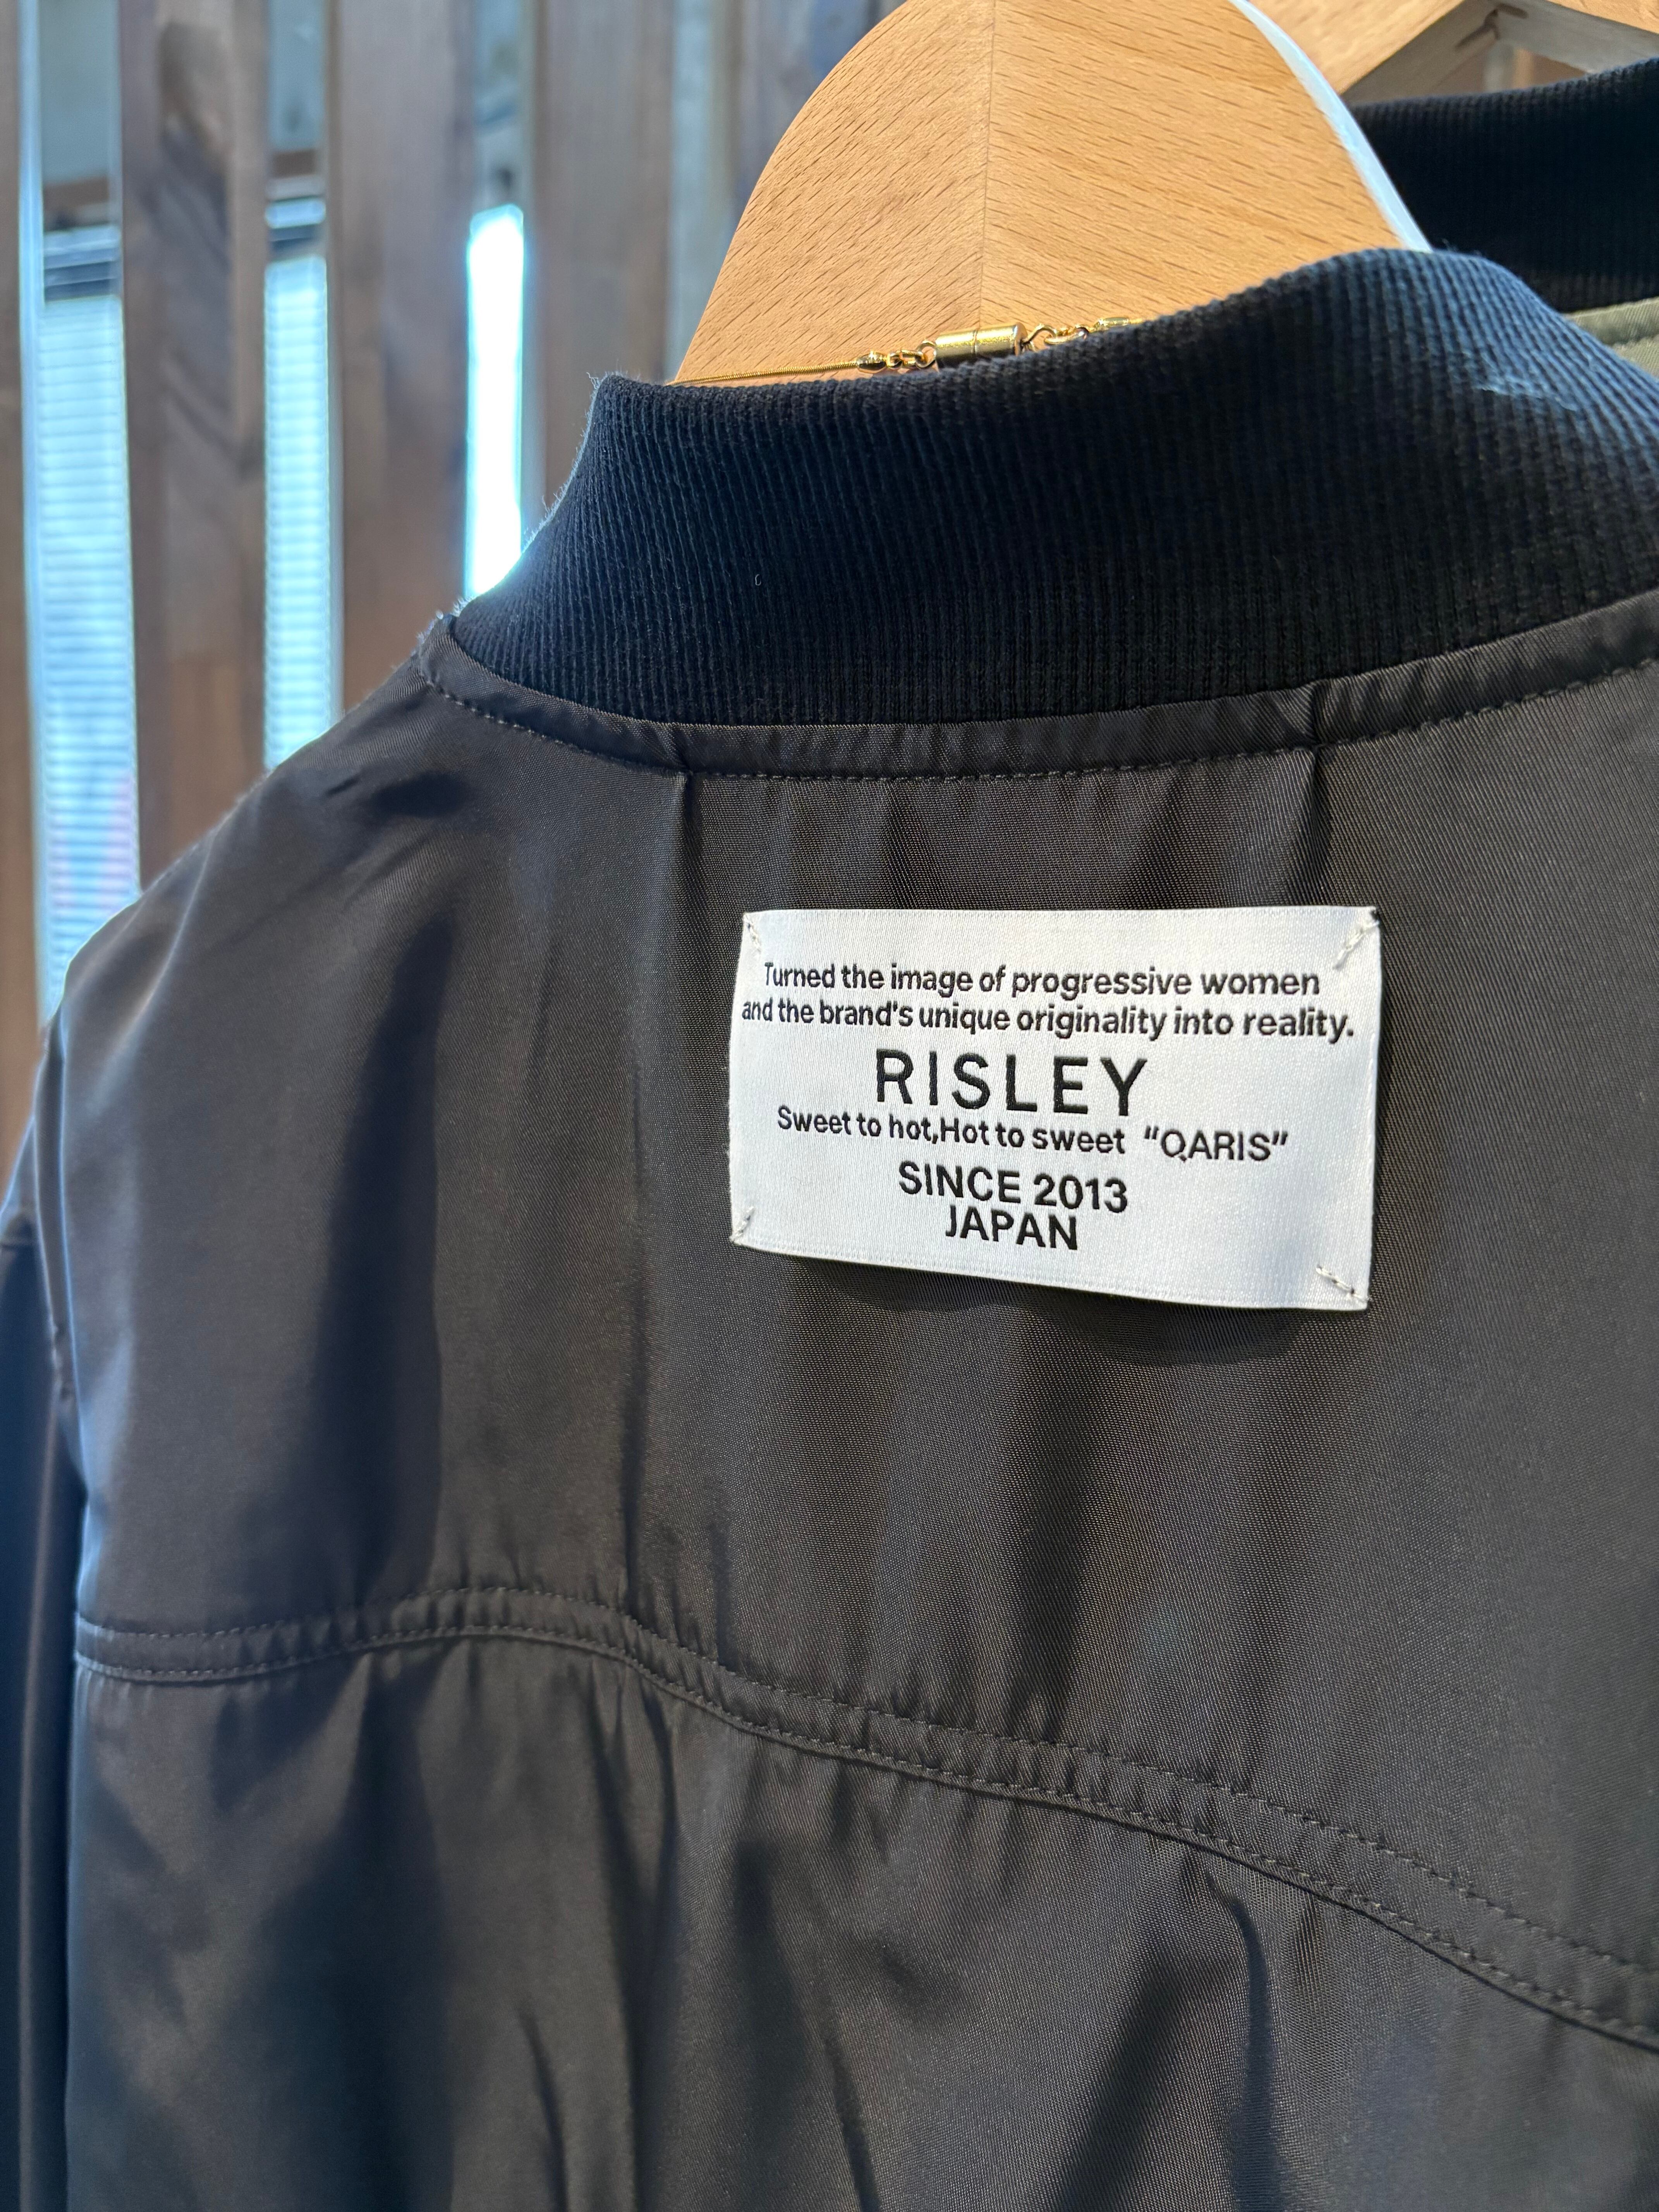 Turned the image of progressive women
and the brand's unique originality into reality.
RISLEY
Sweet to hot,Hot to sweet “QARIS”
SINCE 2013
JAPAN